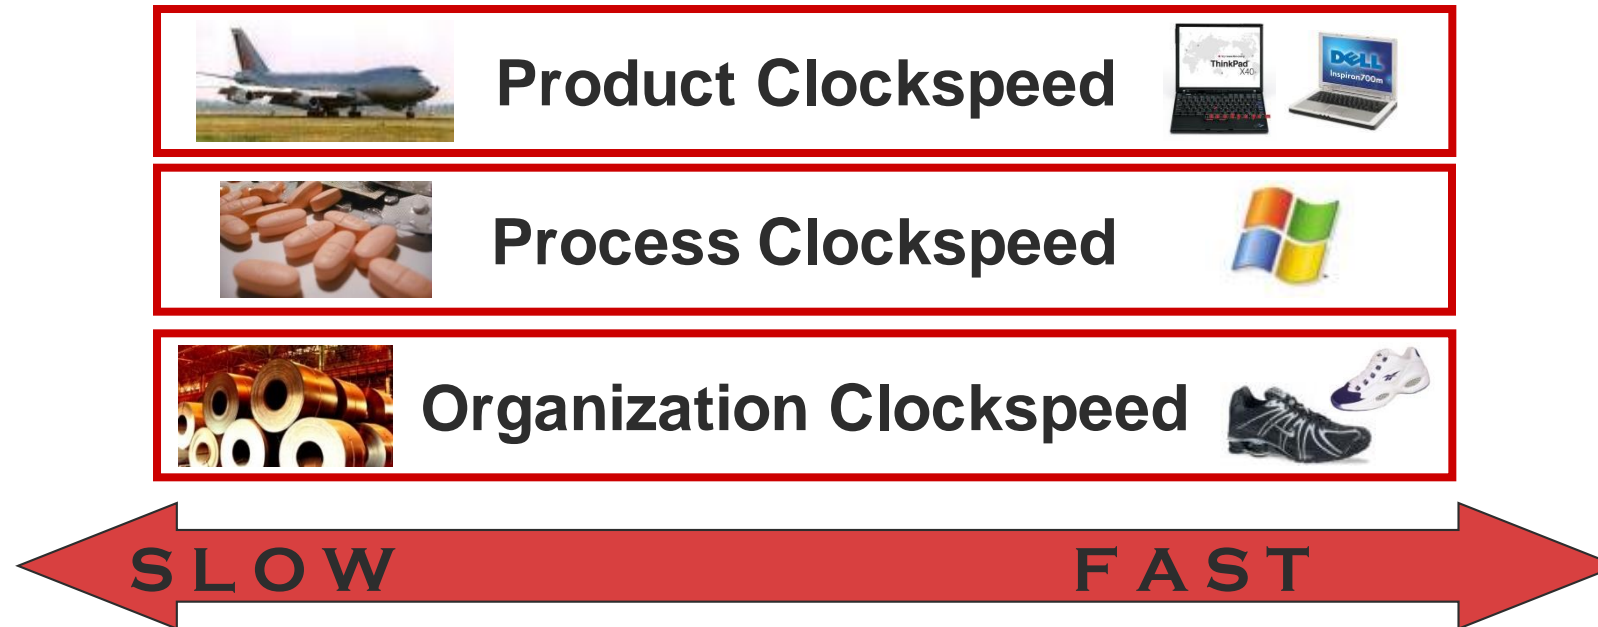 Product Clockspeed
ThinkPad
X40
DELL
Inspiron700m
Process Clockspeed
Organization Clockspeed
SLOW
FAST